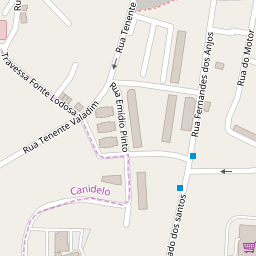 Rua Tenente
Travessa Fonte Lodosa
Rua Tenente Valadim
Rua Emídio Pinto
Rua Fernandes dos Anjos
Rua do Motor
Canidelo
ado dos santos